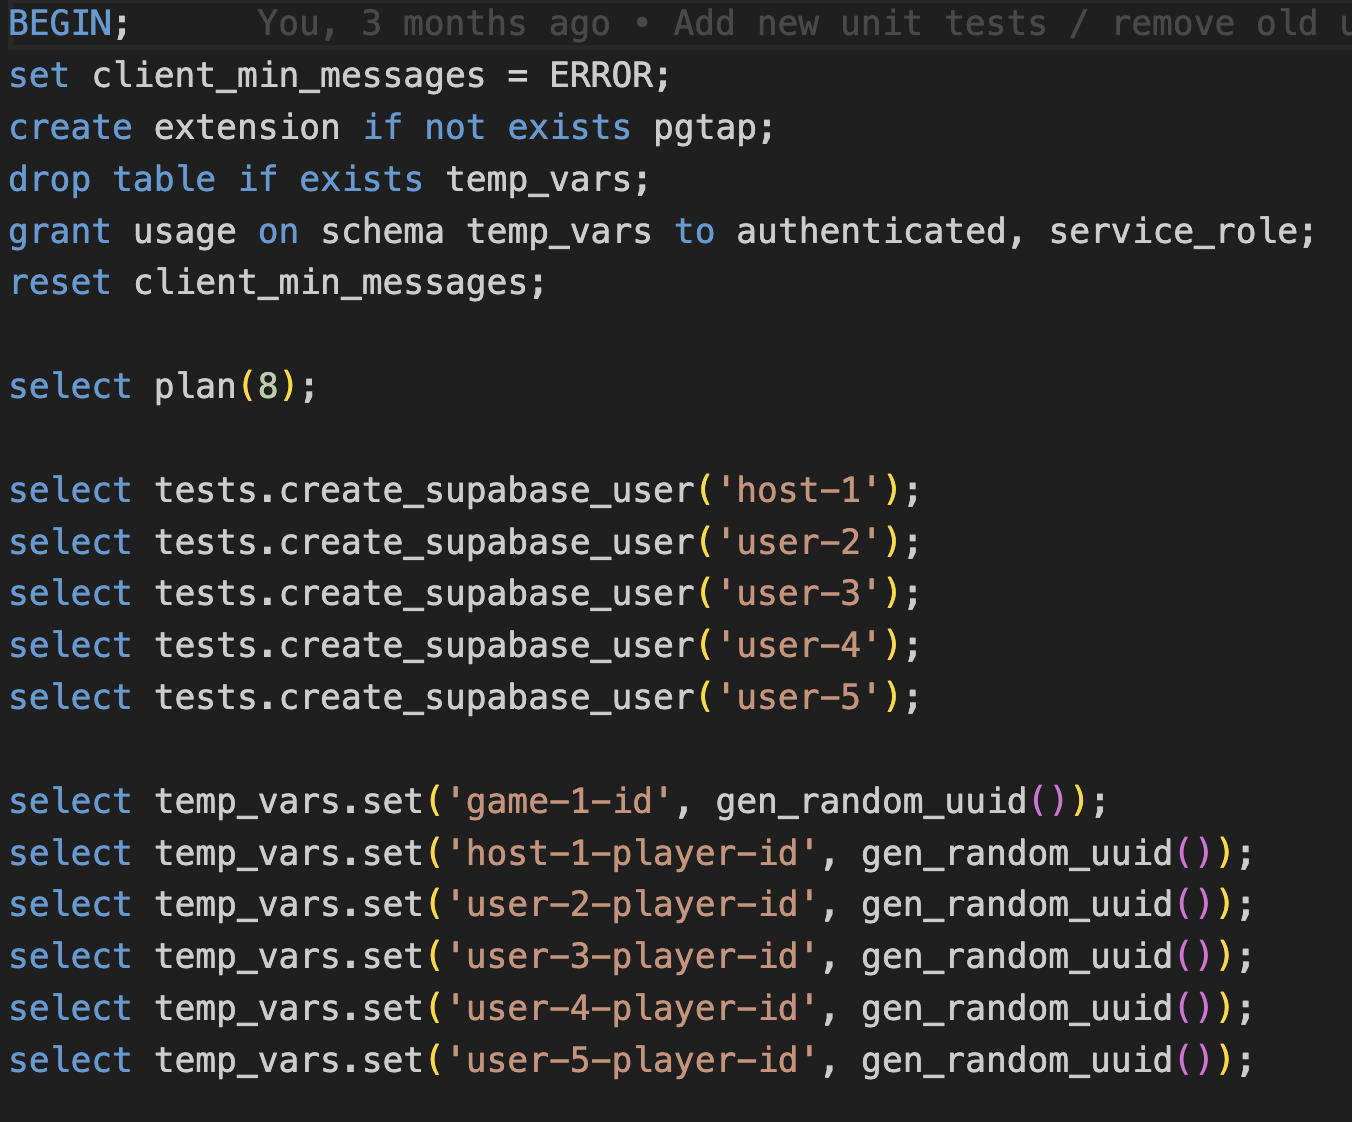 BEGIN;      You, 3 months ago • Add new unit tests / remove old
set client_min_messages = ERROR;
create extension if not exists pgtap;
drop table if exists temp_vars;
grant usage on schema temp_vars to authenticated, service_role;
reset client_min_messages;
select plan(8);
select tests.create_supabase_user('host-1');
select tests.create_supabase_user('user-2');
select tests.create_supabase_user('user-3');
select tests.create_supabase_user('user-4');
select tests.create_supabase_user('user-5');
select temp_vars.set('game-1-id', gen_random_uuid());
select temp_vars.set('host-1-player-id', gen_random_uuid());
select temp_vars.set('user-2-player-id', gen_random_uuid());
select temp_vars.set('user-3-player-id', gen_random_uuid());
select temp_vars.set('user-4-player-id', gen_random_uuid());
select temp_vars.set('user-5-player-id', gen_random_uuid());